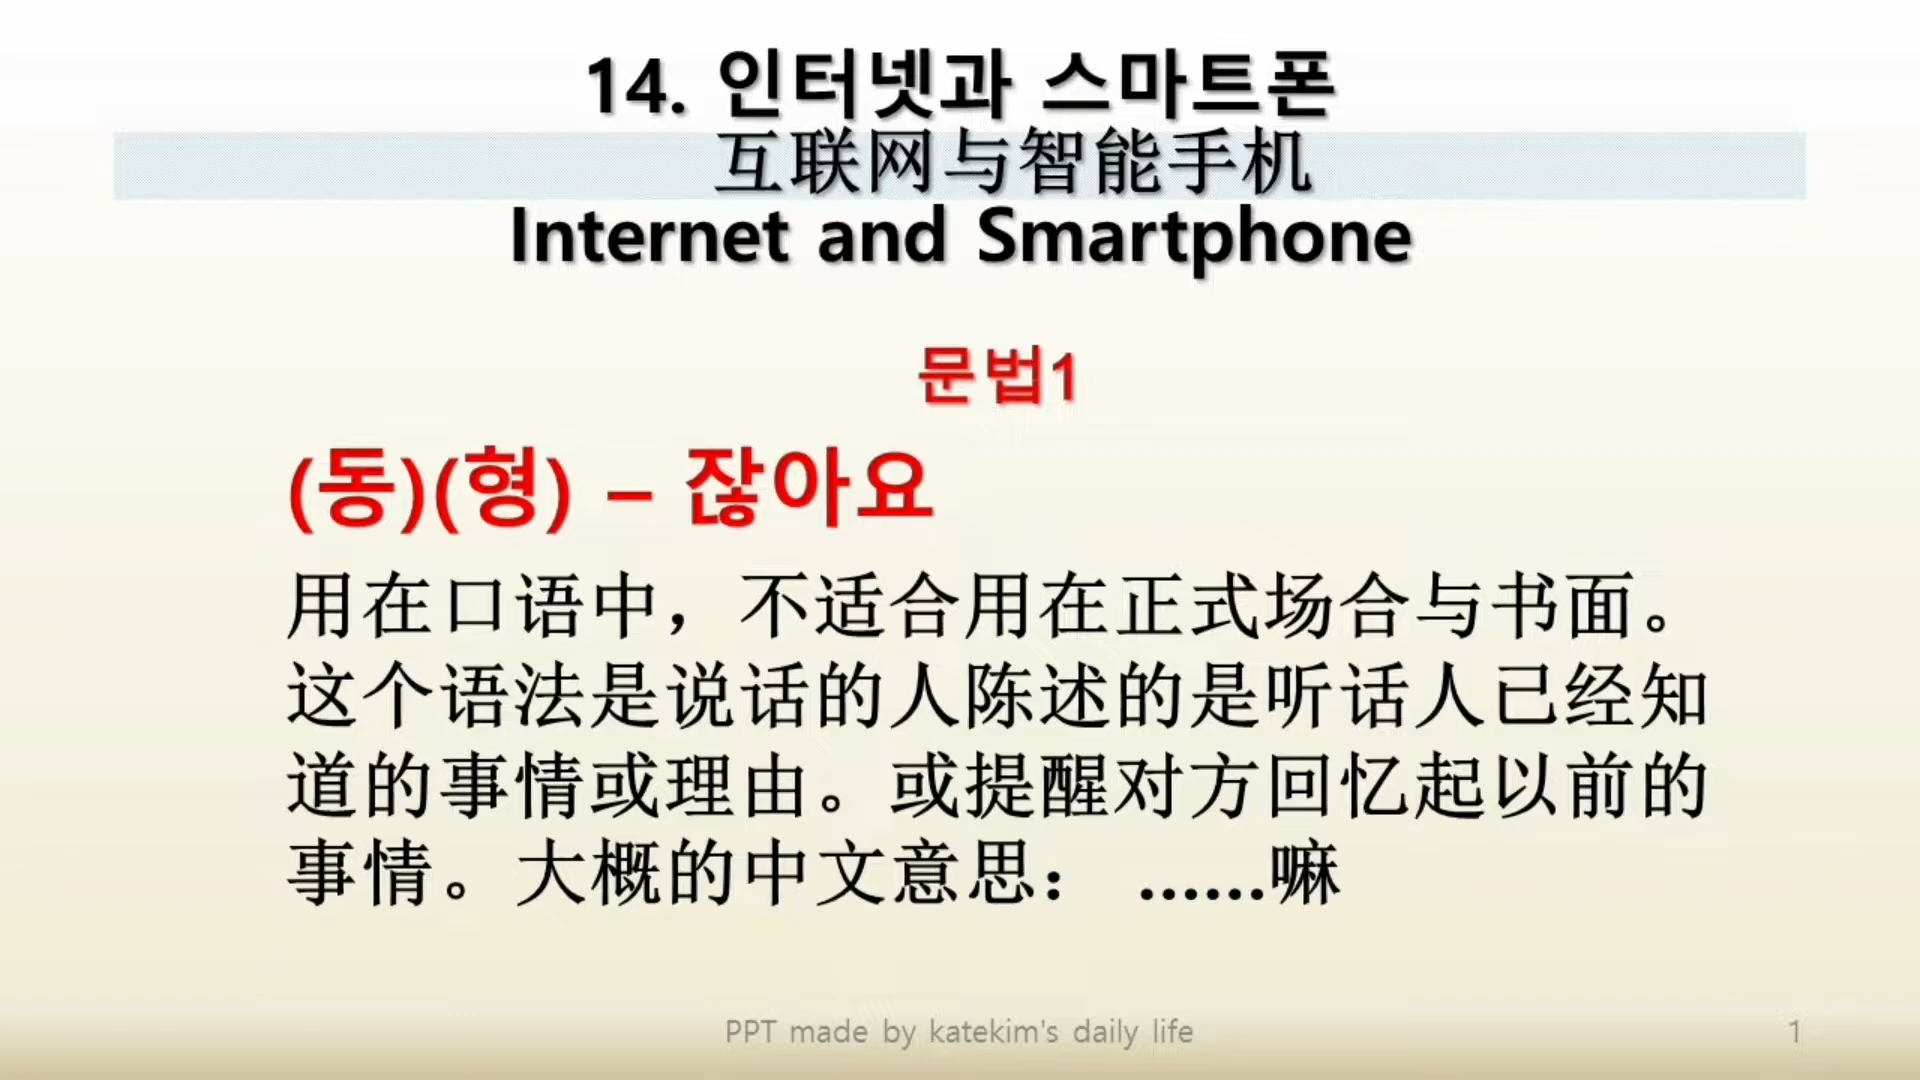 14. 인터넷과 스마트폰
互联网与智能手机
Internet and Smartphone
문법1
(동)(형) – 잖아요
用在口语中，不适合用在正式场合与书面。
这个语法是说话的人陈述的是听话人已经知
道的事情或理由。或提醒对方回忆起以前的
事情。大概的中文意思： ……嘛
PPT made by katekim's daily life
1